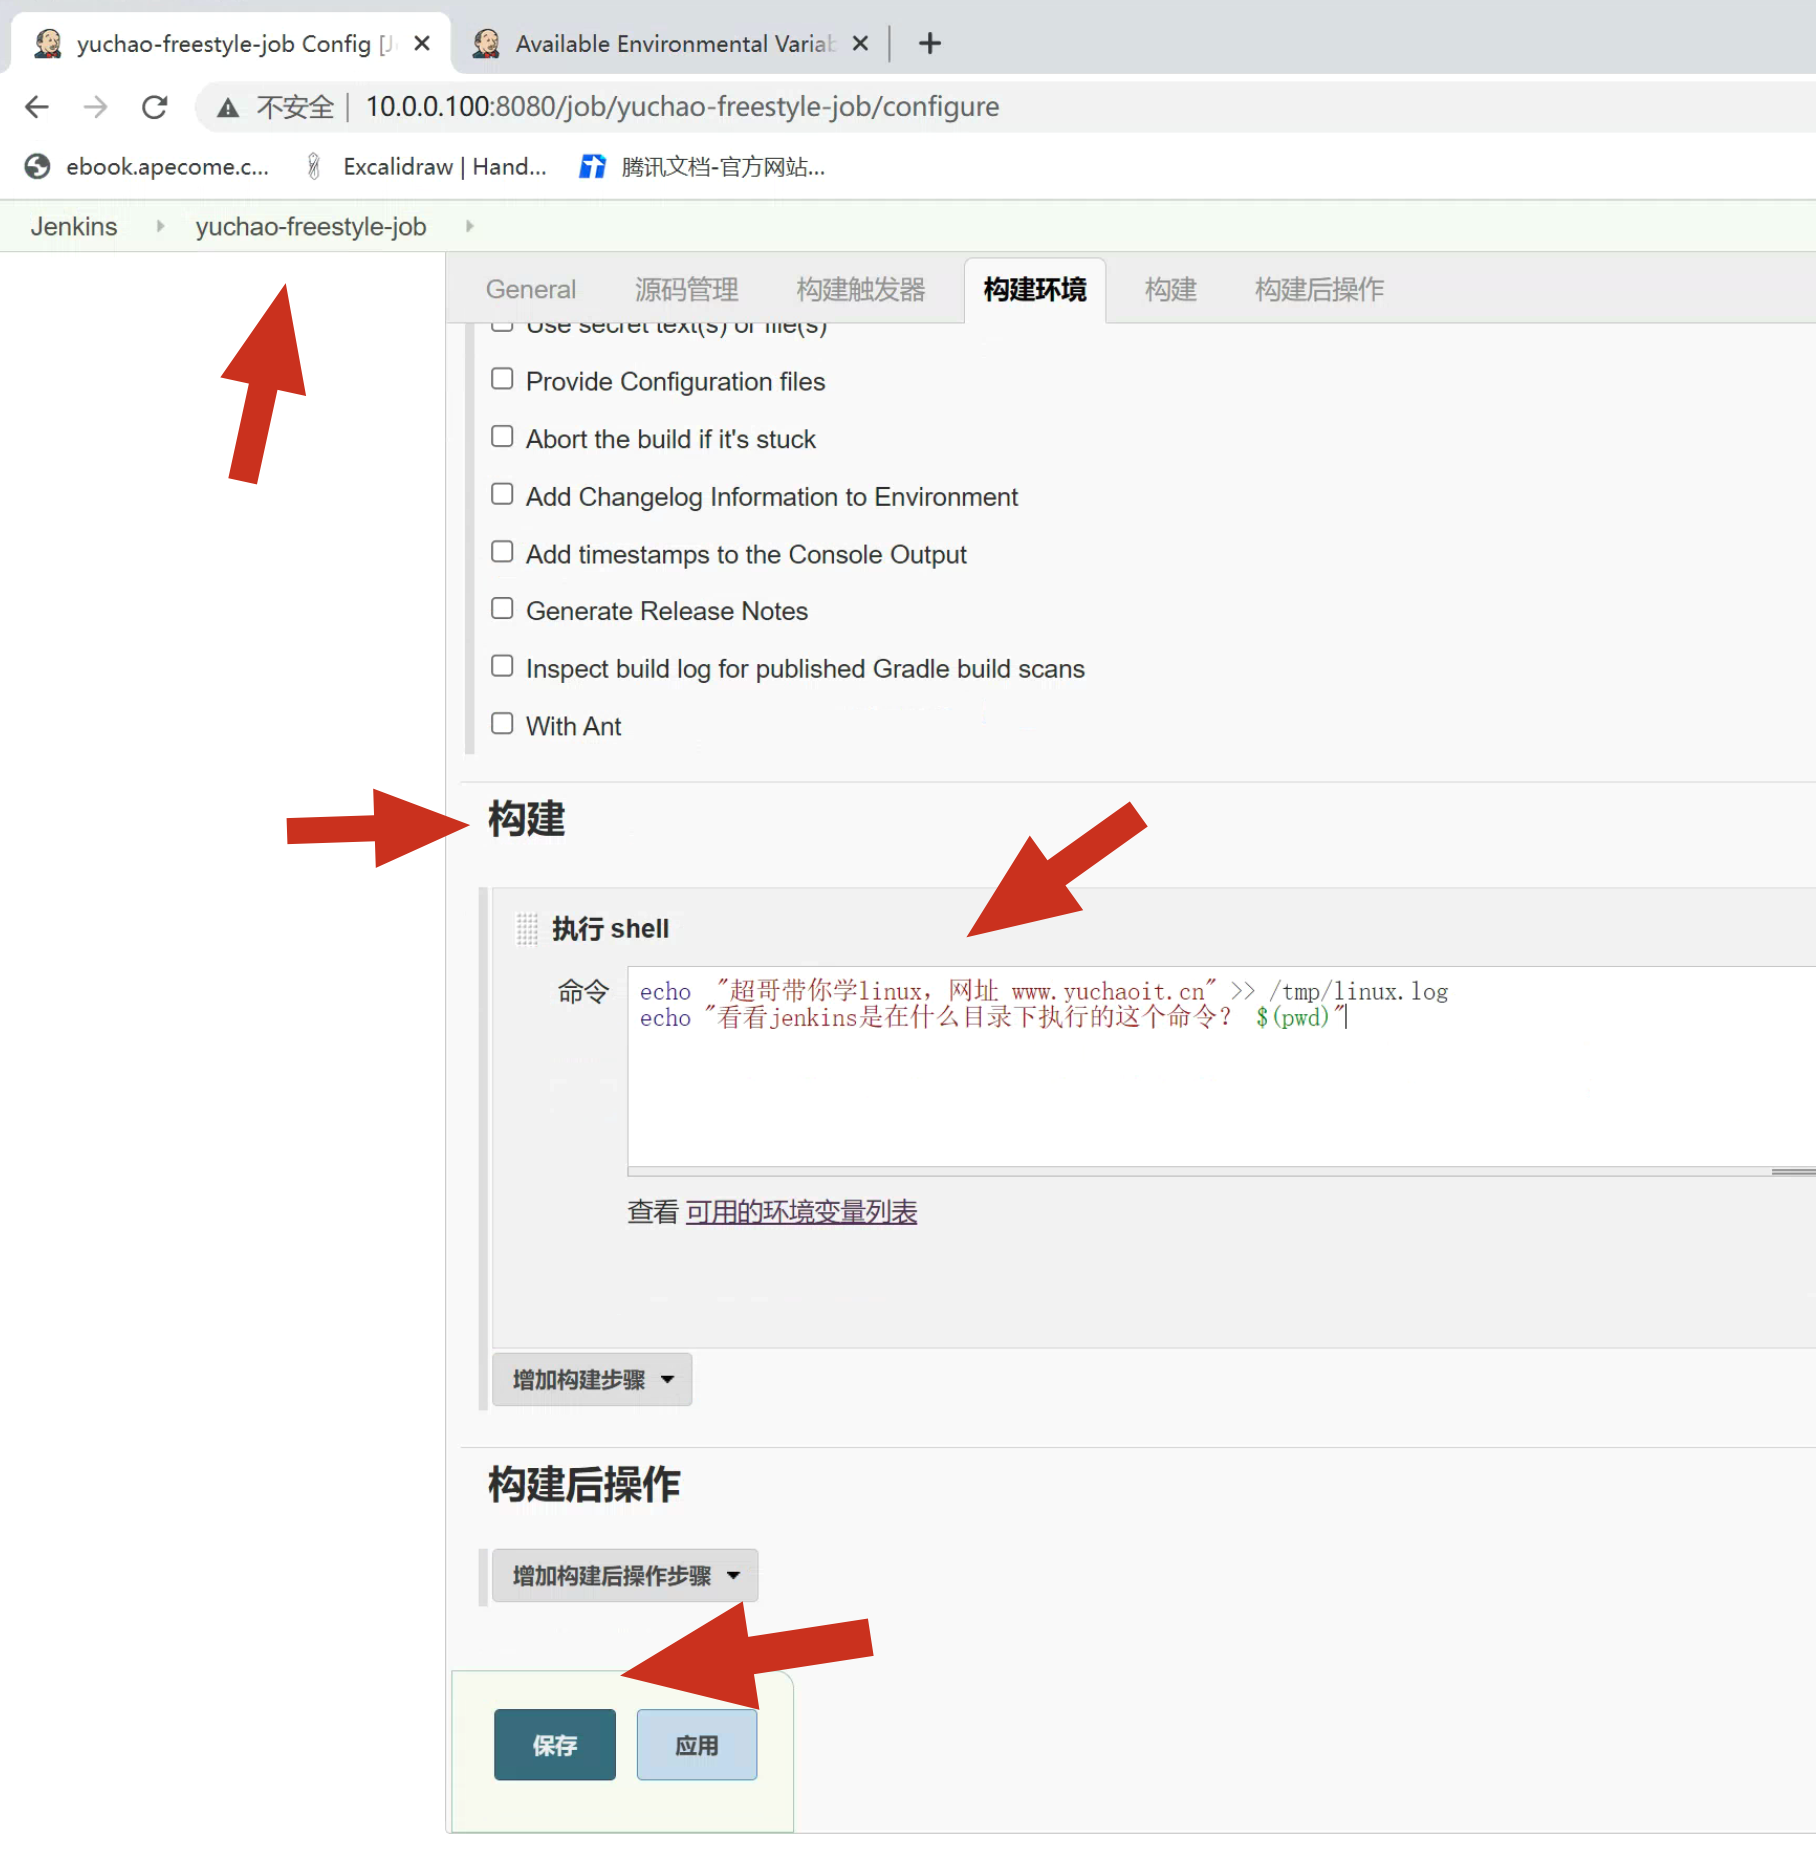 yuchao-freestyle-job Config [J
Available Environmental Variab
不安全 | 10.0.0.100:8080/job/yuchao-freestyle-job/configure
ebook.apecome.c...
Excalidraw | Hand...
腾讯文档-官方网站...
Jenkins
yuchao-freestyle-job
General 源码管理 构建触发器 构建环境 构建 构建后操作
Use secret text(s) or file(s)
Provide Configuration files
Abort the build if it's stuck
Add Changelog Information to Environment
Add timestamps to the Console Output
Generate Release Notes
Inspect build log for published Gradle build scans
With Ant
构建
执行 shell
命令
echo  "超哥带你学linux，网址 www.yuchaoit.cn" >> /tmp/linux.log
echo "看看jenkins是在什么目录下执行的这个命令？ $(pwd)"
查看 可用的环境变量列表
增加构建步骤
构建后操作
增加构建后操作步骤
保存 应用